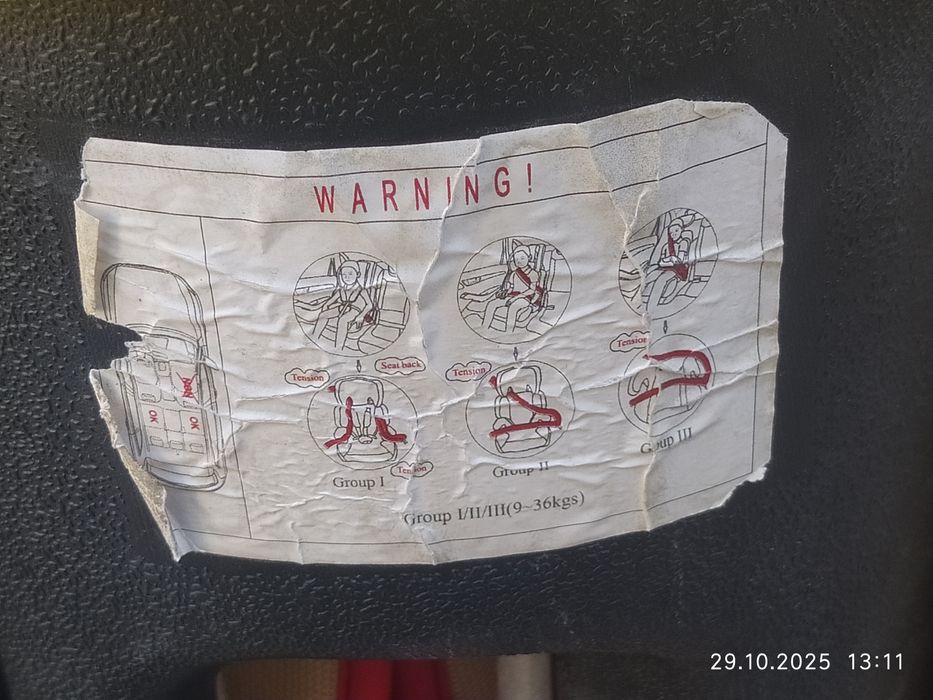 WARNING!
Tension
Seat back
Tension
Tension
OK
OK
Tension
Group I
Group II
Group III
Group I/II/III(9~36kgs)
29.10.2025 13:11